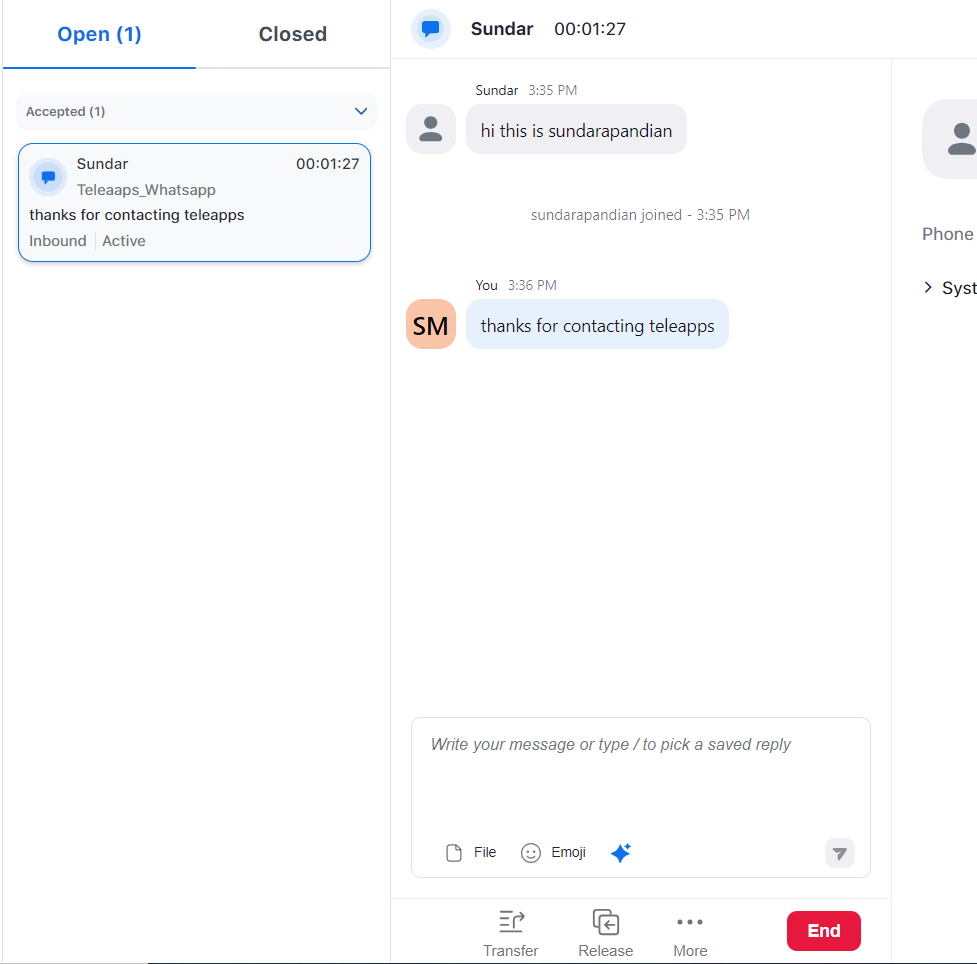 Open (1)
Closed
Accepted (1)
Sundar
00:01:27
Teleaaps_Whatsapp
thanks for contacting teleapps
Inbound
Active
Sundar
00:01:27
Sundar 3:35 PM
hi this is sundarapandian
sundarapandian joined - 3:35 PM
You 3:36 PM
SM
thanks for contacting teleapps
Write your message or type / to pick a saved reply
File
Emoji
Transfer
Release
More
End
Phone
Syst